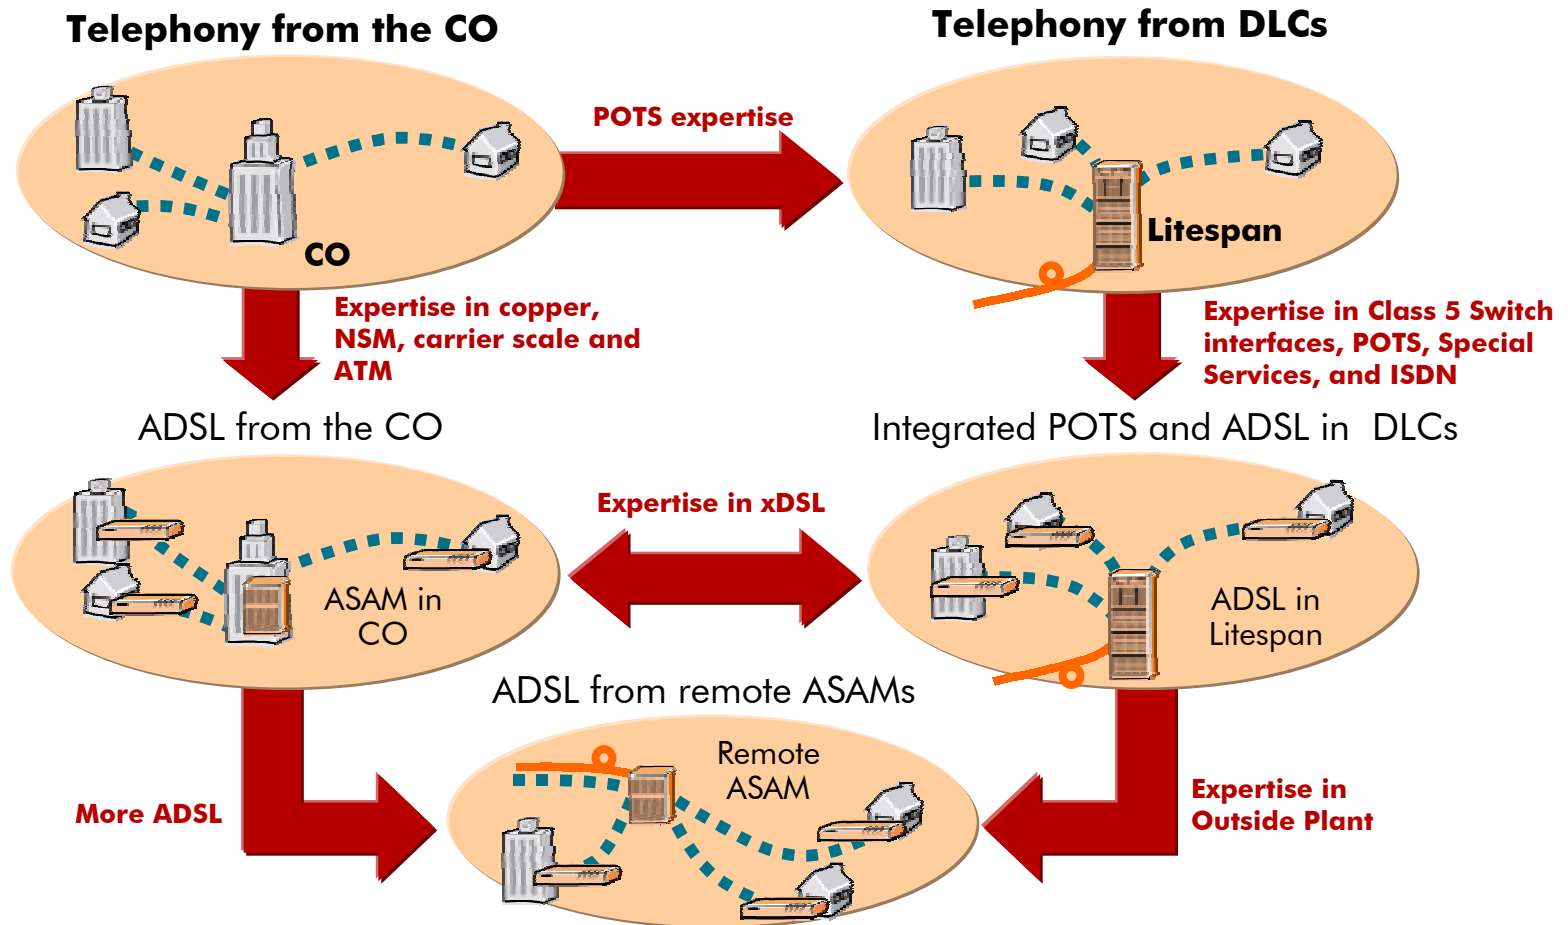 Telephony from the CO
Telephony from DLCs
POTS expertise
CO
Litespan
Expertise in copper,
NSM, carrier scale and
ATM
Expertise in Class 5 Switch
interfaces, POTS, Special
Services, and ISDN
ADSL from the CO
Integrated POTS and ADSL in DLCs
Expertise in xDSL
ASAM in
CO
ADSL in
Litespan
ADSL from remote ASAMs
Remote
ASAM
More ADSL
Expertise in
Outside Plant